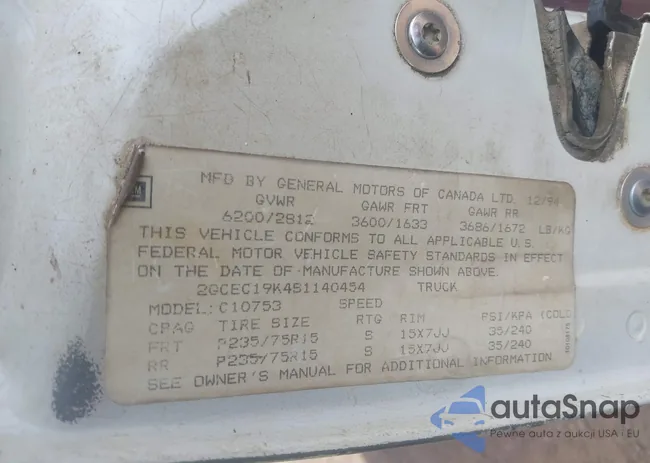 GM
MFD BY GENERAL MOTORS OF CANADA LTD. 12/94
GVWR GAWR FRT GAWR RR
6200/2812 3600/1633 3686/1672 LB/KG
THIS VEHICLE CONFORMS TO ALL APPLICABLE U.S.
FEDERAL MOTOR VEHICLE SAFETY STANDARDS IN EFFECT
ON THE DATE OF MANUFACTURE SHOWN ABOVE.
2GCEC19K4S1140454 TRUCK
MODEL: C10753 SPEED
CPAG TIRE SIZE RTG RIM PSI/KPA (COLD
FRT P235/75R15 S 15X7JJ 35/240
RR P235/75R15 S 15X7JJ 35/240
SEE OWNER'S MANUAL FOR ADDITIONAL INFORMATION
autaSnap
Pewne auta z aukcji USA i EU